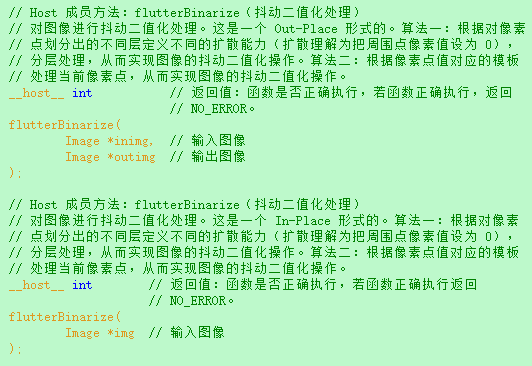 // Host 成员方法：flutterBinarize（抖动二值化处理）
// 对图像进行抖动二值化处理。这是一个 Out-Place 形式的。算法一：根据对像素
// 点划分出的不同层定义不同的扩散能力（扩散理解为把周围点像素值设为 0），
// 分层处理，从而实现图像的抖动二值化操作。算法二：根据像素点值对应的模板
// 处理当前像素点，从而实现图像的抖动二值化操作。
__host__ int // 返回值：函数是否正确执行，若函数正确执行，返回
// NO_ERROR。
flutterBinarize(
Image *inimg, // 输入图像
Image *outimg // 输出图像
);
// Host 成员方法：flutterBinarize（抖动二值化处理）
// 对图像进行抖动二值化处理。这是一个 In-Place 形式的。算法一：根据对像素
// 点划分出的不同层定义不同的扩散能力（扩散理解为把周围点像素值设为 0），
// 分层处理，从而实现图像的抖动二值化操作。算法二：根据像素点值对应的模板
// 处理当前像素点，从而实现图像的抖动二值化操作。
__host__ int // 返回值：函数是否正确执行，若函数正确执行返回
// NO_ERROR。
flutterBinarize(
Image *img // 输入图像
);